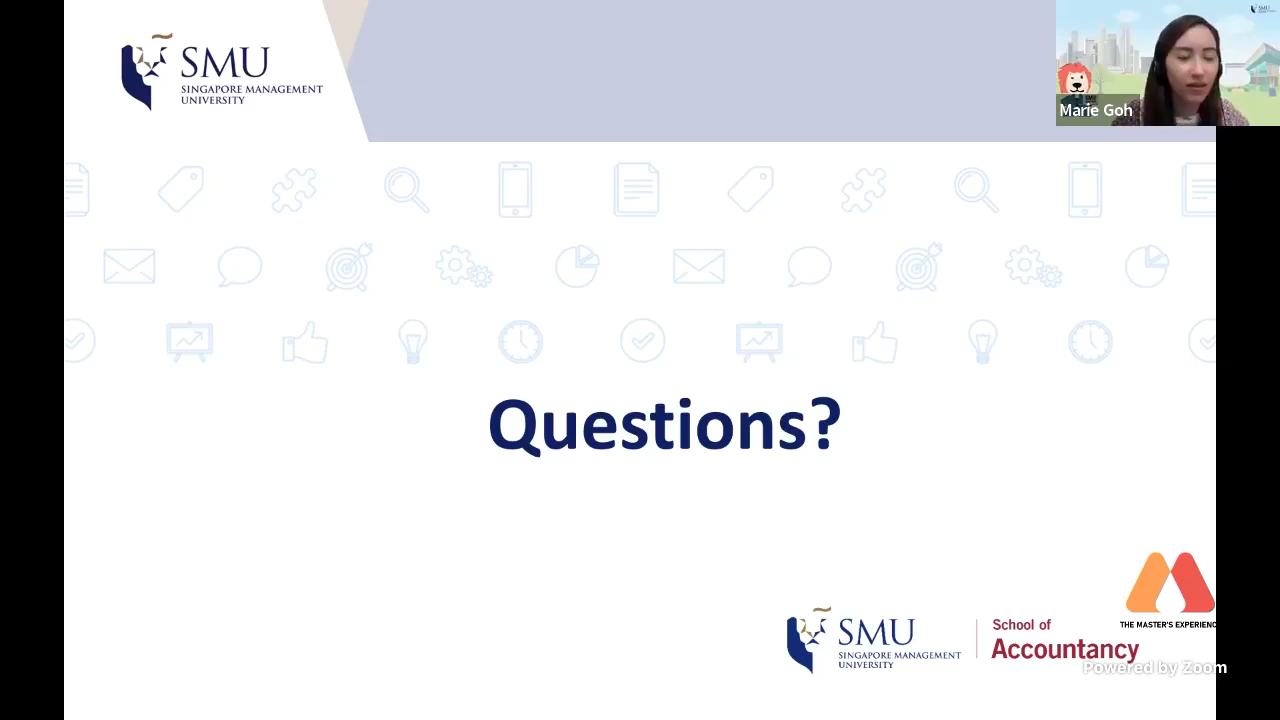 SMU
SINGAPORE MANAGEMENT
UNIVERSITY
Marie Goh
Questions?
SMU
SINGAPORE MANAGEMENT
UNIVERSITY
School of
Accountancy
THE MASTER'S EXPERIENC
Powered by Zoom